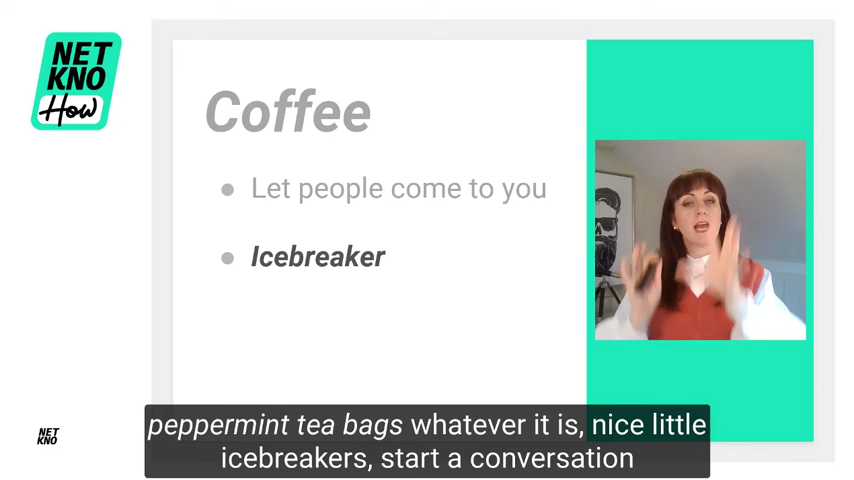 NET
KNO
How
Coffee
● Let people come to you
● Icebreaker
peppermint tea bags whatever it is, nice little
icebreakers, start a conversation
NET
KNO